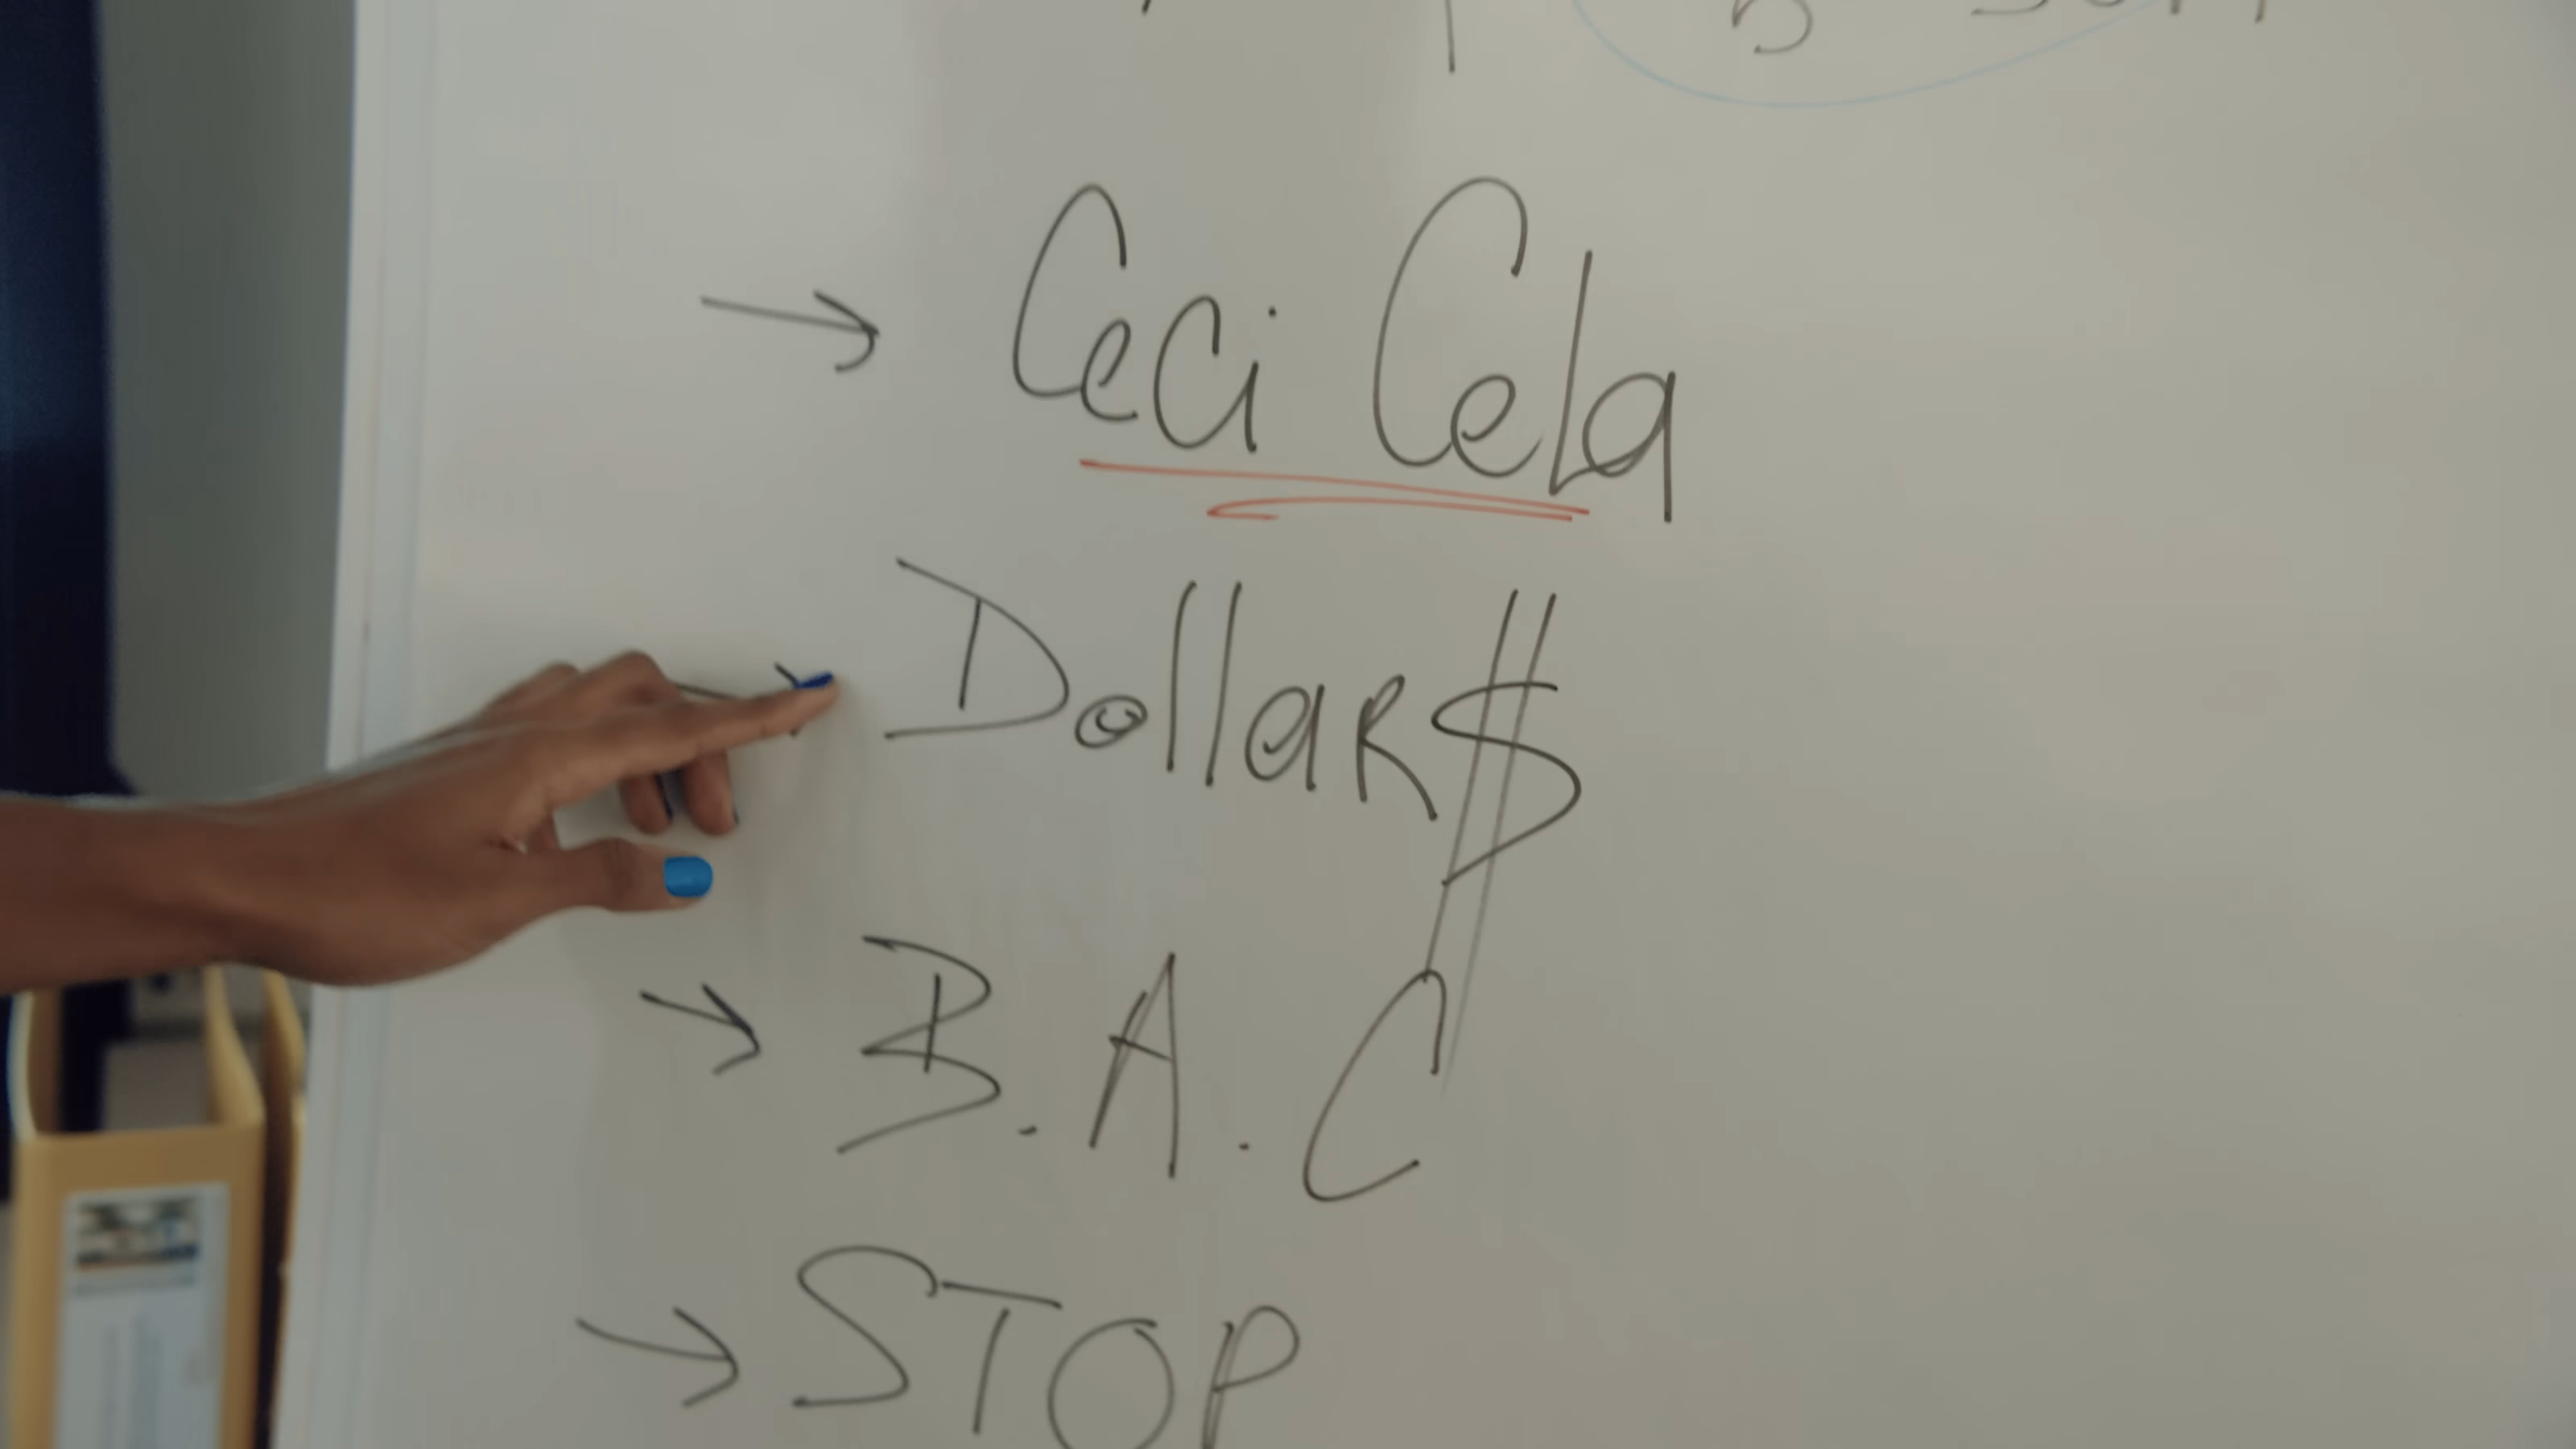 → Ceci Cela
→ Dollar$
→ B.A.C
→ STOP